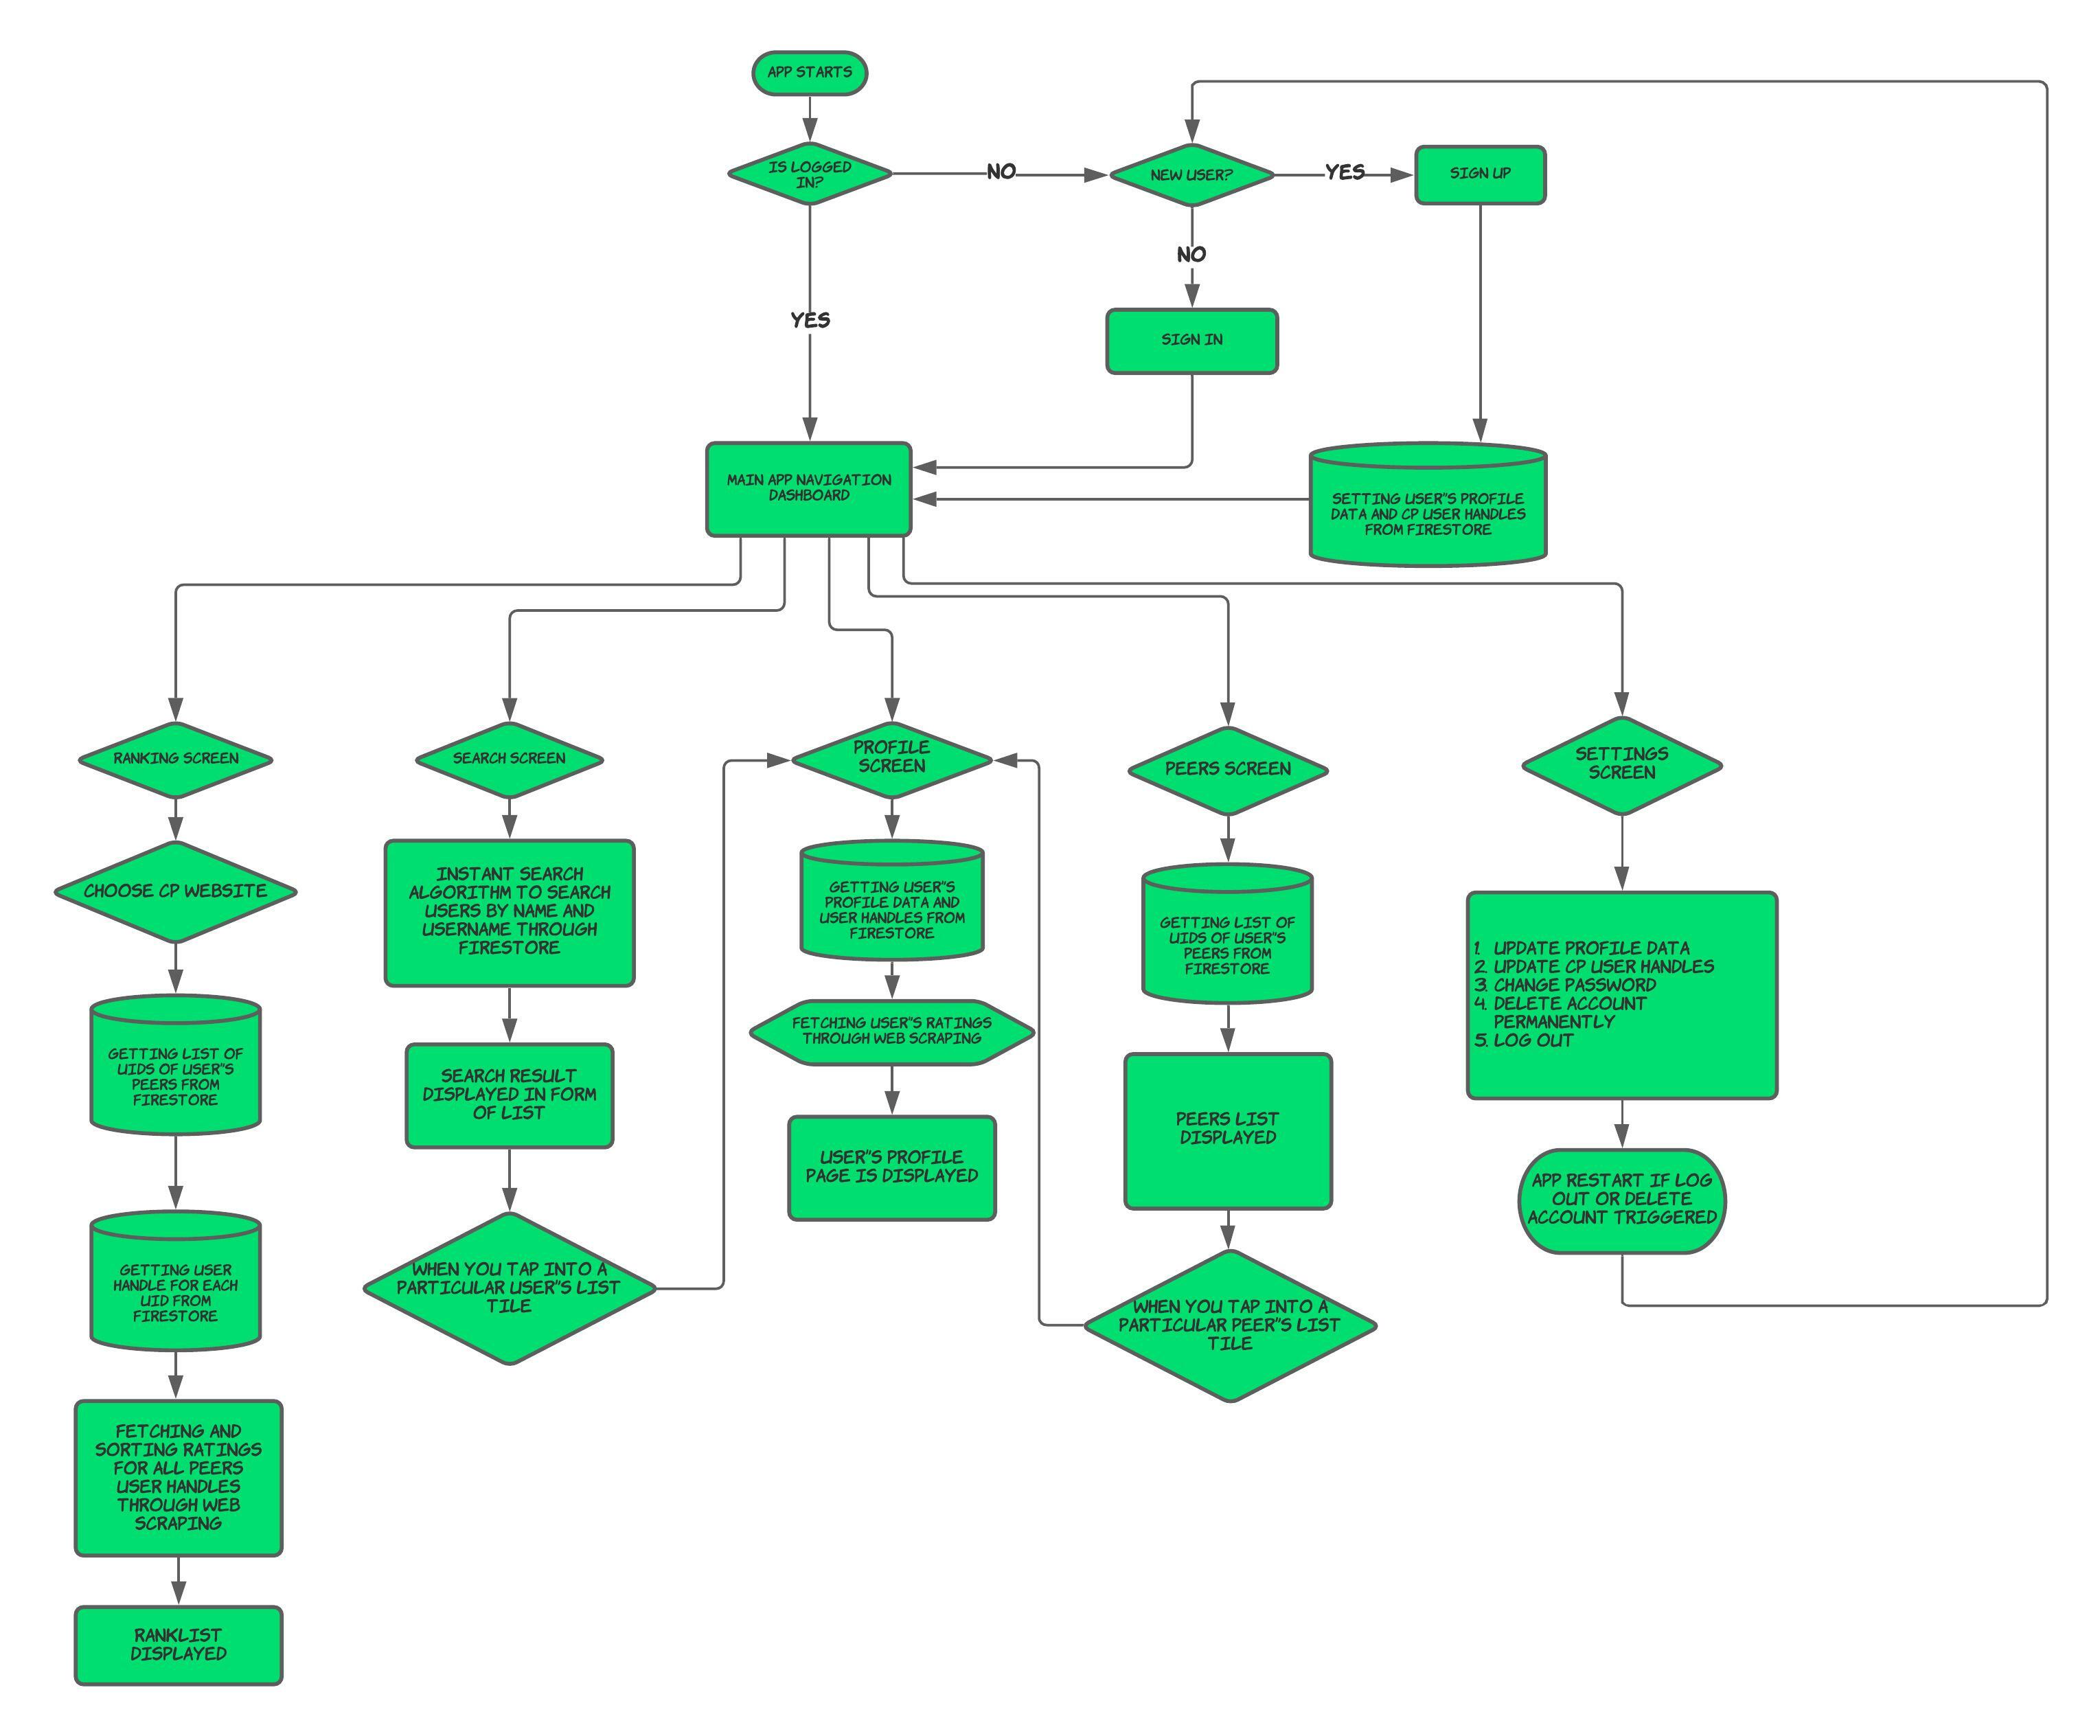 APP STARTS
IS LOGGED
IN?
NO
NEW USER?
YES
SIGN UP
NO
YES
SIGN IN
MAIN APP NAVIGATION
DASHBOARD
SETTING USER"S PROFILE
DATA AND CP USER HANDLES
FROM FIRESTORE
RANKING SCREEN
CHOOSE CP WEBSITE
GETTING LIST OF
UIDS OF USER"S
PEERS FROM
FIRESTORE
GETTING USER
HANDLE FOR EACH
UID FROM
FIRESTORE
FETCHING AND
SORTING RATINGS
FOR ALL PEERS
USER HANDLES
THROUGH WEB
SCRAPING
RANKLIST
DISPLAYED
SEARCH SCREEN
INSTANT SEARCH
ALGORITHM TO SEARCH
USERS BY NAME AND
USERNAME THROUGH
FIRESTORE
SEARCH RESULT
DISPLAYED IN FORM
OF LIST
WHEN YOU TAP INTO A
PARTICULAR USER"S LIST
TILE
PROFILE
SCREEN
GETTING USER"S
PROFILE DATA AND
USER HANDLES FROM
FIRESTORE
FETCHING USER"S RATINGS
THROUGH WEB SCRAPING
USER"S PROFILE
PAGE IS DISPLAYED
PEERS SCREEN
GETTING LIST OF
UIDS OF USER"S
PEERS FROM
FIRESTORE
PEERS LIST
DISPLAYED
WHEN YOU TAP INTO A
PARTICULAR PEER"S LIST
TILE
SETTINGS
SCREEN
1. UPDATE PROFILE DATA
2. UPDATE CP USER HANDLES
3. CHANGE PASSWORD
4. DELETE ACCOUNT
PERMANENTLY
5. LOG OUT
APP RESTART IF LOG
OUT OR DELETE
ACCOUNT TRIGGERED